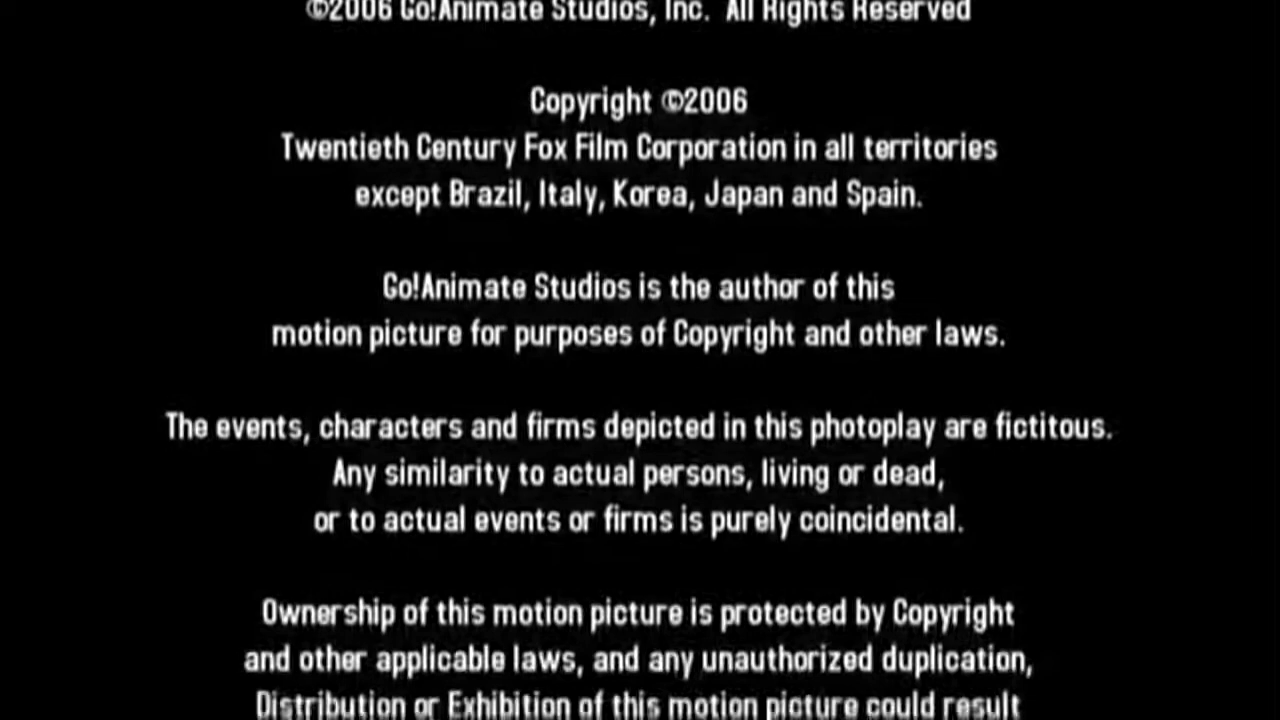 ©2006 Go!Animate Studios, Inc. All Rights Reserved
Copyright ©2006
Twentieth Century Fox Film Corporation in all territories
except Brazil, Italy, Korea, Japan and Spain.
Go!Animate Studios is the author of this
motion picture for purposes of Copyright and other laws.
The events, characters and firms depicted in this photoplay are fictitous.
Any similarity to actual persons, living or dead,
or to actual events or firms is purely coincidental.
Ownership of this motion picture is protected by Copyright
and other applicable laws, and any unauthorized duplication,
Distribution or Exhibition of this motion picture could result